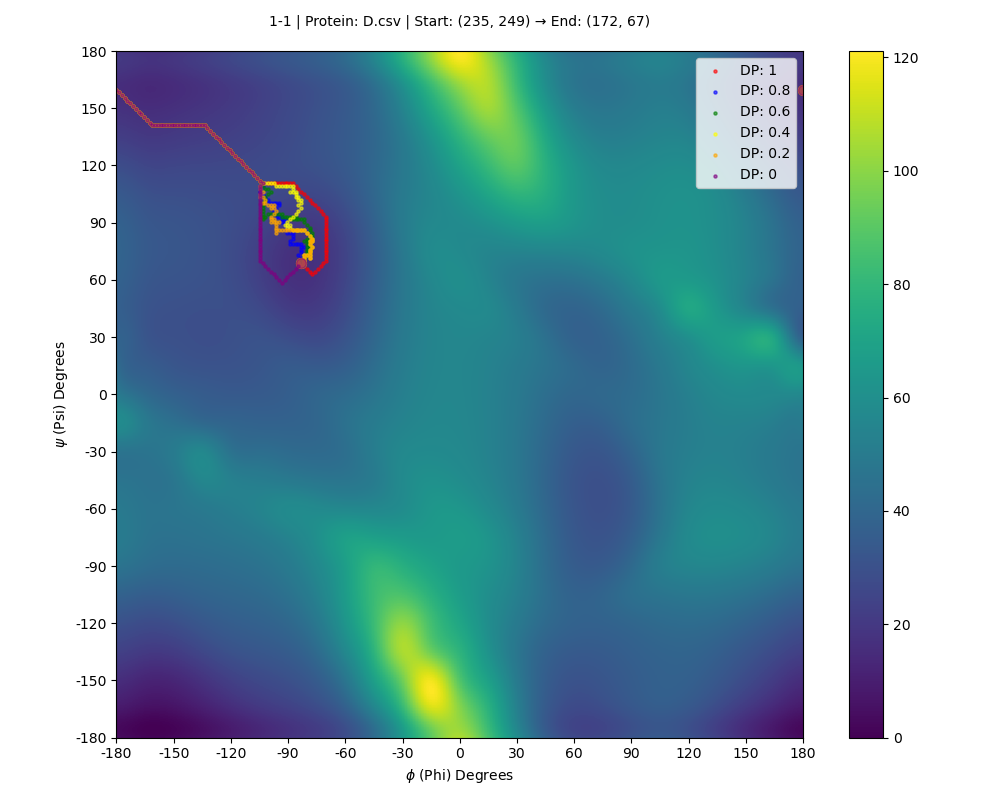 1-1 | Protein: D.csv | Start: (235, 249) → End: (172, 67)
DP: 1
DP: 0.8
DP: 0.6
DP: 0.4
DP: 0.2
DP: 0
180
150
120
90
60
30
0
-30
-60
-90
-120
-150
-180
ψ (Psi) Degrees
-180 -150 -120 -90 -60 -30 0 30 60 90 120 150 180
ϕ (Phi) Degrees
120
100
80
60
40
20
0